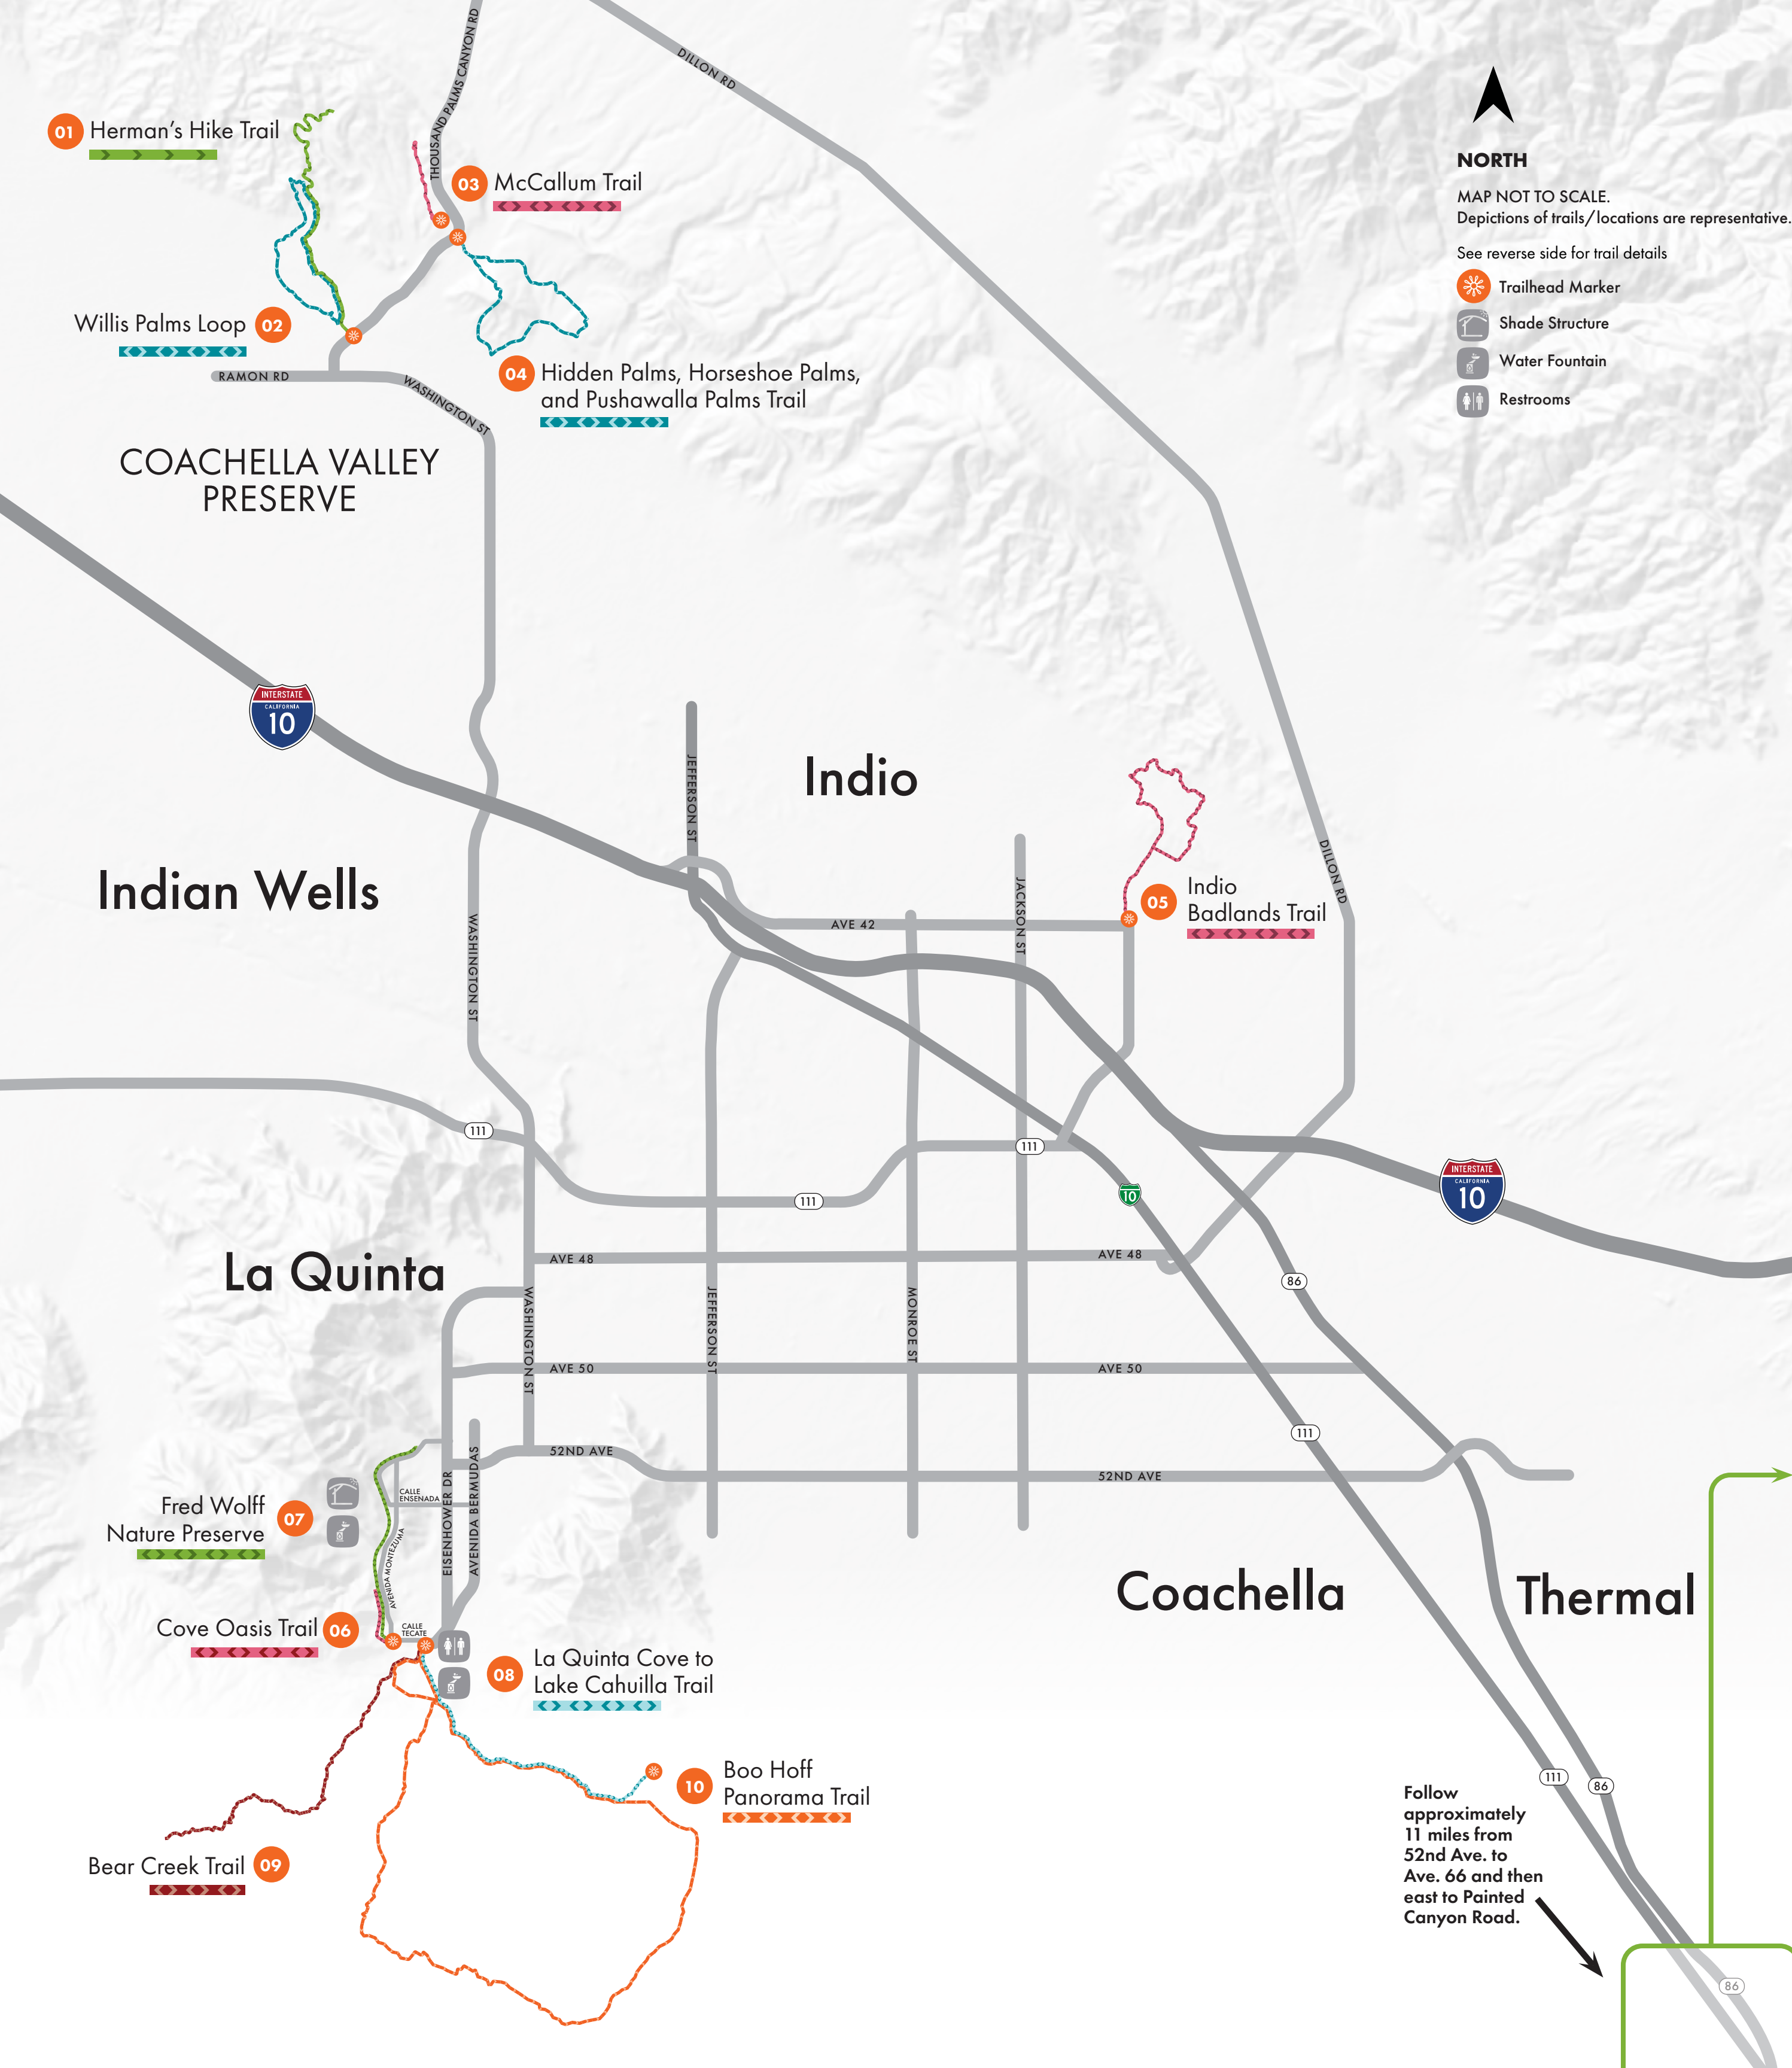 THOUSAND PALMS CANYON RD
DILLON RD
01 Herman's Hike Trail
03 McCallum Trail
NORTH
MAP NOT TO SCALE.
Depictions of trails/locations are representative.
See reverse side for trail details
Trailhead Marker
Shade Structure
Water Fountain
Restrooms
Willis Palms Loop 02
04 Hidden Palms, Horseshoe Palms,
and Pushawalla Palms Trail
RAMON RD
WASHINGTON ST
COACHELLA VALLEY
PRESERVE
INTERSTATE
CALIFORNIA
10
JEFFERSON ST
Indio
Indian Wells
DILLON RD
05 Indio
Badlands Trail
JACKSON ST
AVE 42
WASHINGTON ST
111
111
111
10
INTERSTATE
CALIFORNIA
10
La Quinta
AVE 48
AVE 48
86
WASHINGTON ST
JEFFERSON ST
MONROE ST
AVE 50
AVE 50
111
52ND AVE
52ND AVE
EISENHOWER DR
AVENIDA BERMUDAS
CALLE
ENSENADA
AVENIDA MONTEZUMA
Fred Wolff
Nature Preserve
07
Coachella
Thermal
Cove Oasis Trail 06
CALLE
TECATE
08 La Quinta Cove to
Lake Cahuilla Trail
10 Boo Hoff
Panorama Trail
111
86
Follow
approximately
11 miles from
52nd Ave. to
Ave. 66 and then
east to Painted
Canyon Road.
Bear Creek Trail 09
86